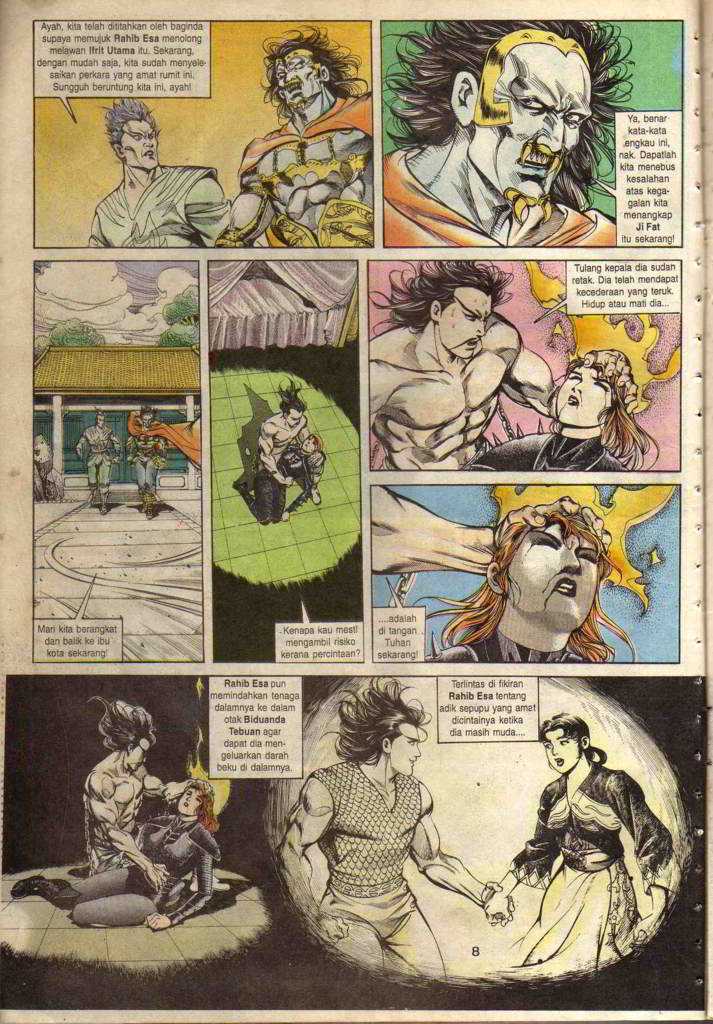 Ayah, kita telah dititahkan oleh baginda
supaya memujuk Rahib Esa menolong
melawan Ifrit Utama itu. Sekarang,
dengan mudah saja, kita sudah menyele-
saikan perkara yang amat rumit ini.
Sungguh beruntung kita ini, ayah!
Ya, benar
kata-kata
engkau ini,
nak. Dapatlah
kita menebus
kesalahan
atas kega-
galan kita
menangkap
Ji Fat
itu sekarang!
Mari kita berangkat
dan balik ke ibu
kota sekarang!
Kenapa kau mesti
mengambil risiko
kerana percintaan?
Tulang kepala dia sudan
retak. Dia telah mendapat
kecederaan yang teruk.
Hidup atau mati dia...
....adalah
di tangan
Tuhan
sekarang!
Rahib Esa pun
memindahkan tenaga
dalamnya ke dalam
otak Biduanda
Tebuan agar
dapat dia men-
geluarkan darah
beku di dalamnya.
Terlintas di fikiran
Rahib Esa tentang
adik sepupu yang amat
dicintainya ketika
dia masih muda....
8